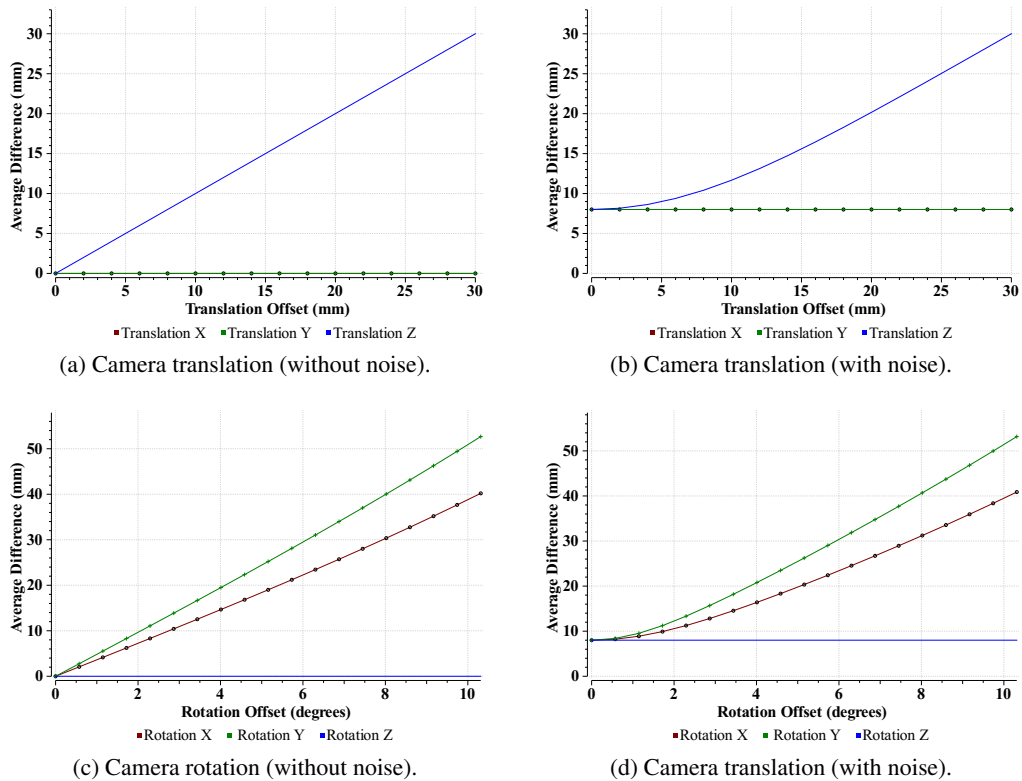 Average Difference (mm)
30
25
20
15
10
5
0
0 5 10 15 20 25 30
Translation Offset (mm)
Translation X Translation Y Translation Z
(a) Camera translation (without noise).
Average Difference (mm)
30
25
20
15
10
5
0
0 5 10 15 20 25 30
Translation Offset (mm)
Translation X Translation Y Translation Z
(b) Camera translation (with noise).
Average Difference (mm)
50
40
30
20
10
0
0 2 4 6 8 10
Rotation Offset (degrees)
Rotation X Rotation Y Rotation Z
(c) Camera rotation (without noise).
Average Difference (mm)
50
40
30
20
10
0
0 2 4 6 8 10
Rotation Offset (degrees)
Rotation X Rotation Y Rotation Z
(d) Camera translation (with noise).